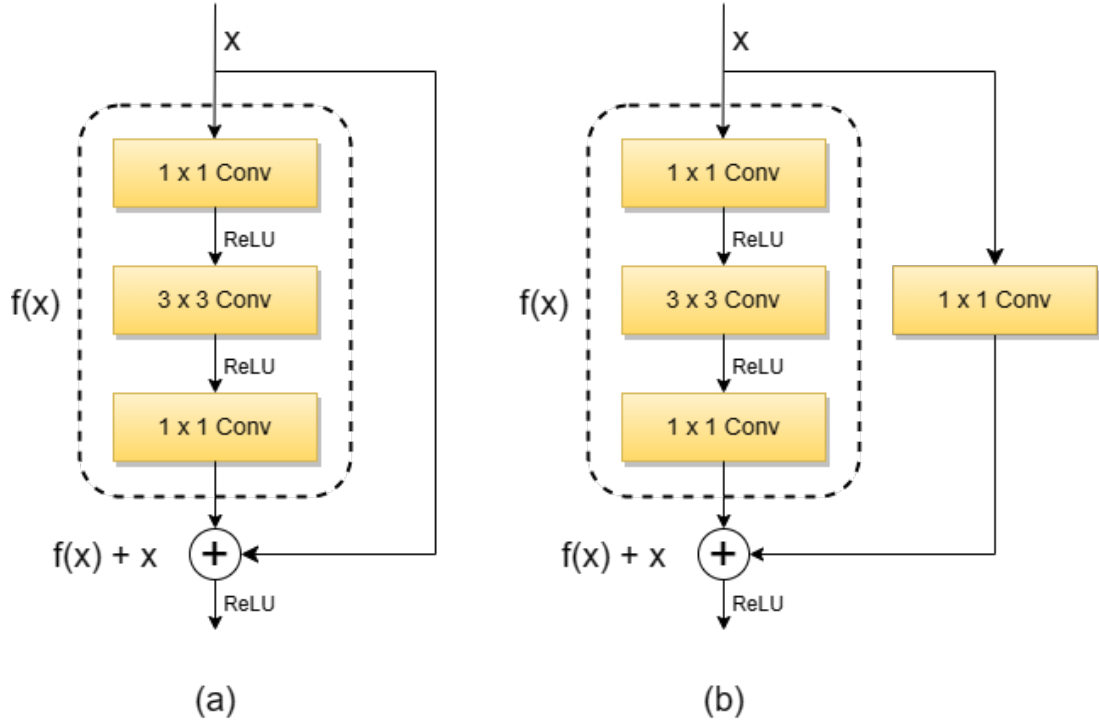 x
1 x 1 Conv
ReLU
f(x)
3 x 3 Conv
ReLU
1 x 1 Conv
f(x) + x
+
ReLU
(a)
x
1 x 1 Conv
ReLU
f(x)
3 x 3 Conv
1 x 1 Conv
ReLU
1 x 1 Conv
f(x) + x
+
ReLU
(b)